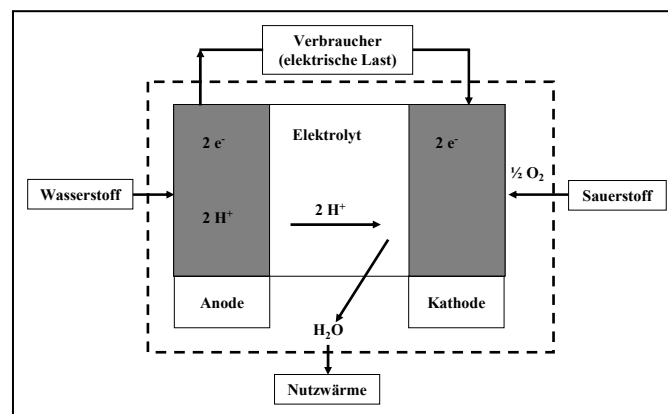 Verbraucher
(elektrische Last)
2 e-
Elektrolyt
2 e-
½ O2
Wasserstoff
Sauerstoff
2 H+
2 H+
Anode
Kathode
H2O
Nutzwärme